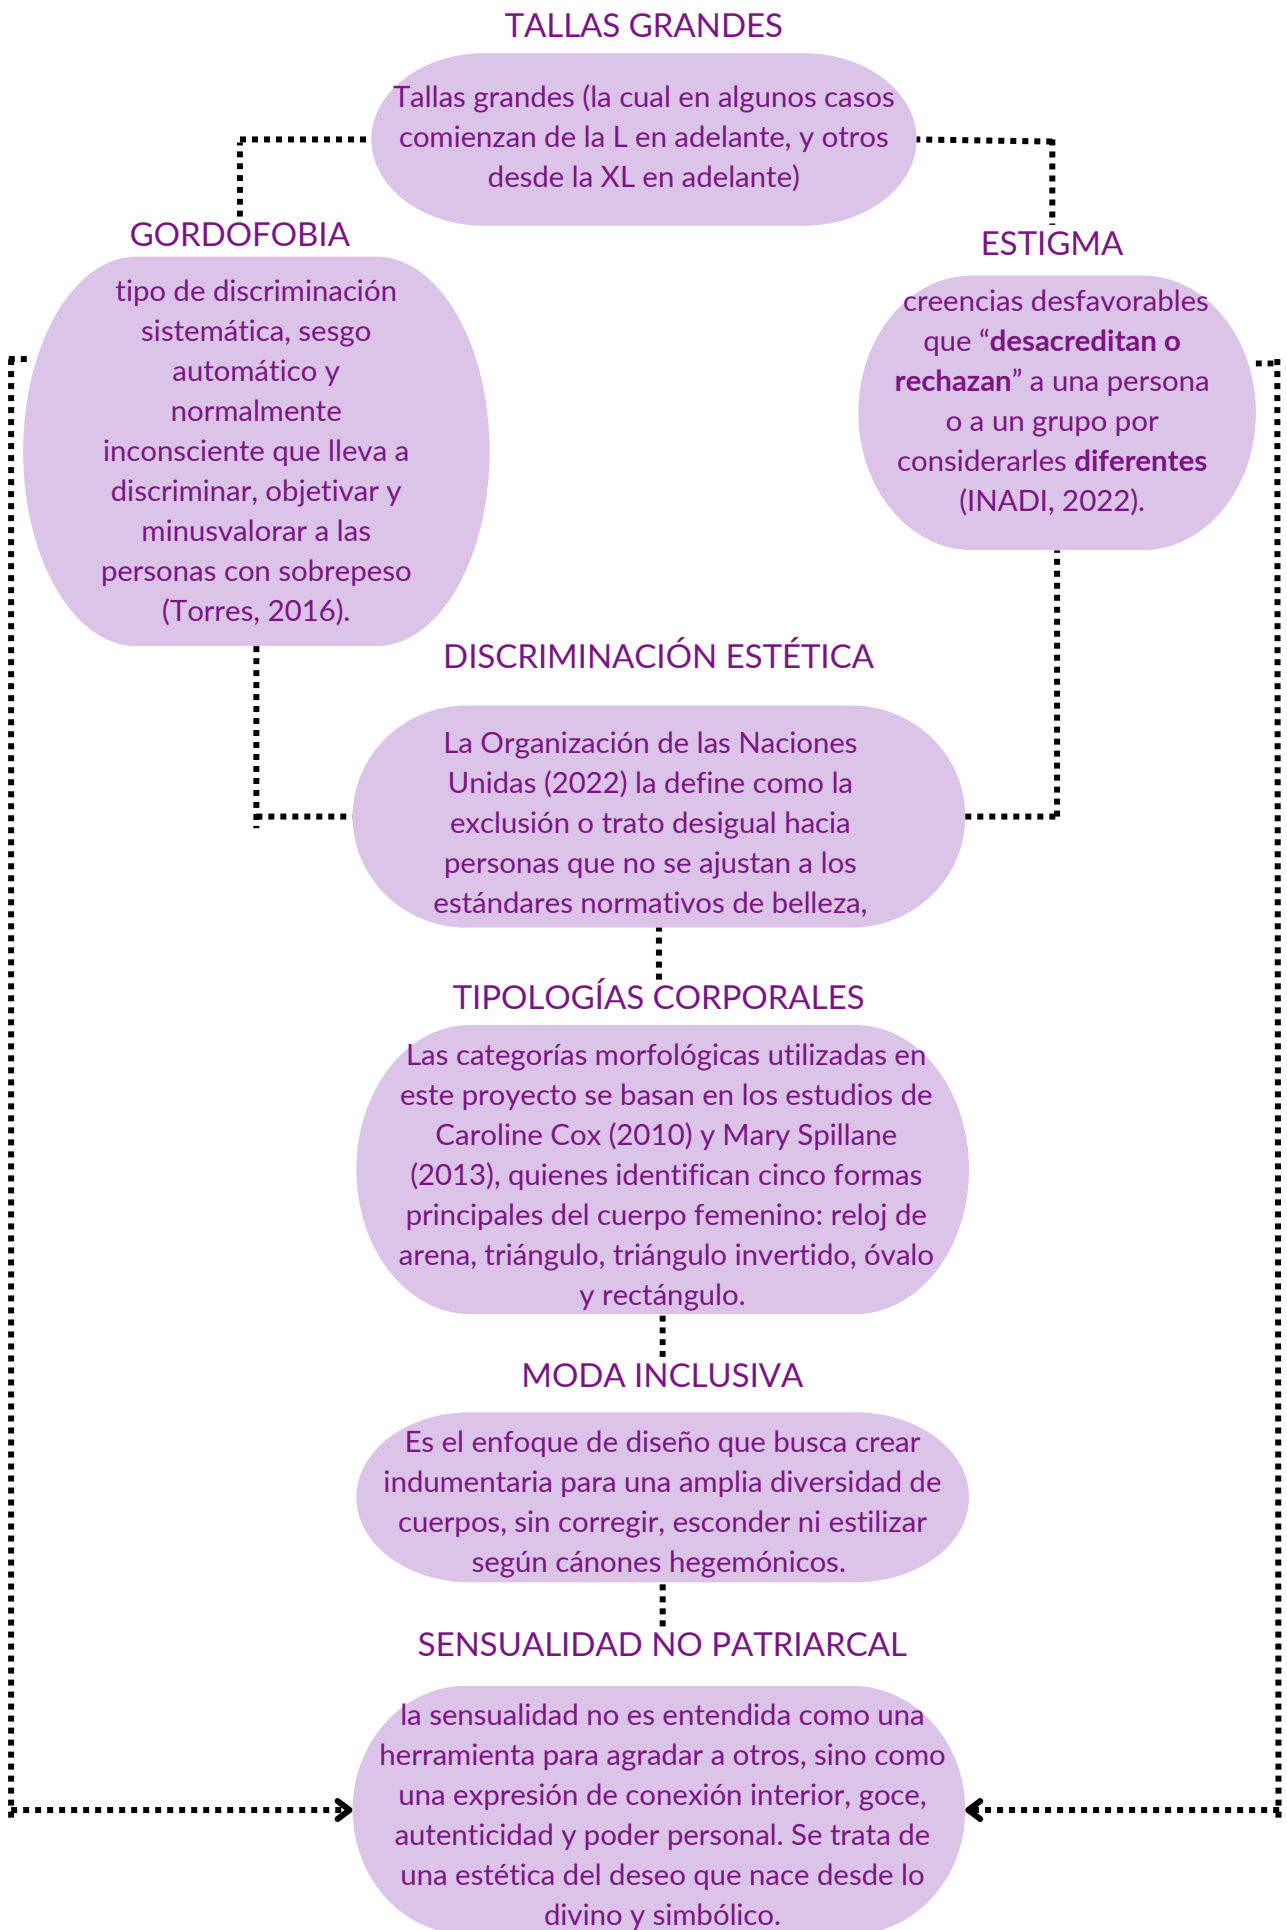 TALLAS GRANDES
Tallas grandes (la cual en algunos casos
comienzan de la L en adelante, y otros
desde la XL en adelante)
GORDOFOBIA
tipo de discriminación
sistemática, sesgo
automático y
normalmente
inconsciente que lleva a
discriminar, objetivar y
minusvalorar a las
personas con sobrepeso
(Torres, 2016).
ESTIGMA
creencias desfavorables
que “desacreditan o
rechazan” a una persona
o a un grupo por
considerarles diferentes
(INADI, 2022).
DISCRIMINACIÓN ESTÉTICA
La Organización de las Naciones
Unidas (2022) la define como la
exclusión o trato desigual hacia
personas que no se ajustan a los
estándares normativos de belleza,
TIPOLOGÍAS CORPORALES
Las categorías morfológicas utilizadas en
este proyecto se basan en los estudios de
Caroline Cox (2010) y Mary Spillane
(2013), quienes identifican cinco formas
principales del cuerpo femenino: reloj de
arena, triángulo, triángulo invertido, óvalo
y rectángulo.
MODA INCLUSIVA
Es el enfoque de diseño que busca crear
indumentaria para una amplia diversidad de
cuerpos, sin corregir, esconder ni estilizar
según cánones hegemónicos.
SENSUALIDAD NO PATRIARCAL
la sensualidad no es entendida como una
herramienta para agradar a otros, sino como
una expresión de conexión interior, goce,
autenticidad y poder personal. Se trata de
una estética del deseo que nace desde lo
divino y simbólico.